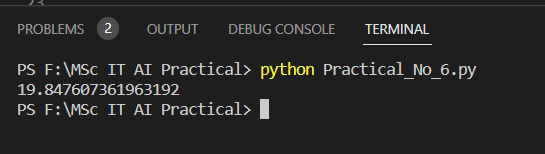 PROBLEMS 2 OUTPUT DEBUG CONSOLE TERMINAL
PS F:\MSc IT AI Practical> python Practical_No_6.py
19.847607361963192
PS F:\MSc IT AI Practical>